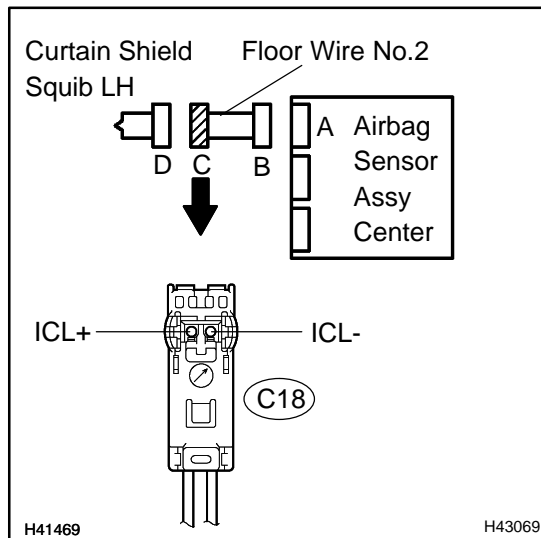 Curtain Shield
Squib LH
Floor Wire No.2
D
C
B
A
Airbag
Sensor
Assy
Center
ICL+
ICL-
C18
H41469
H43069